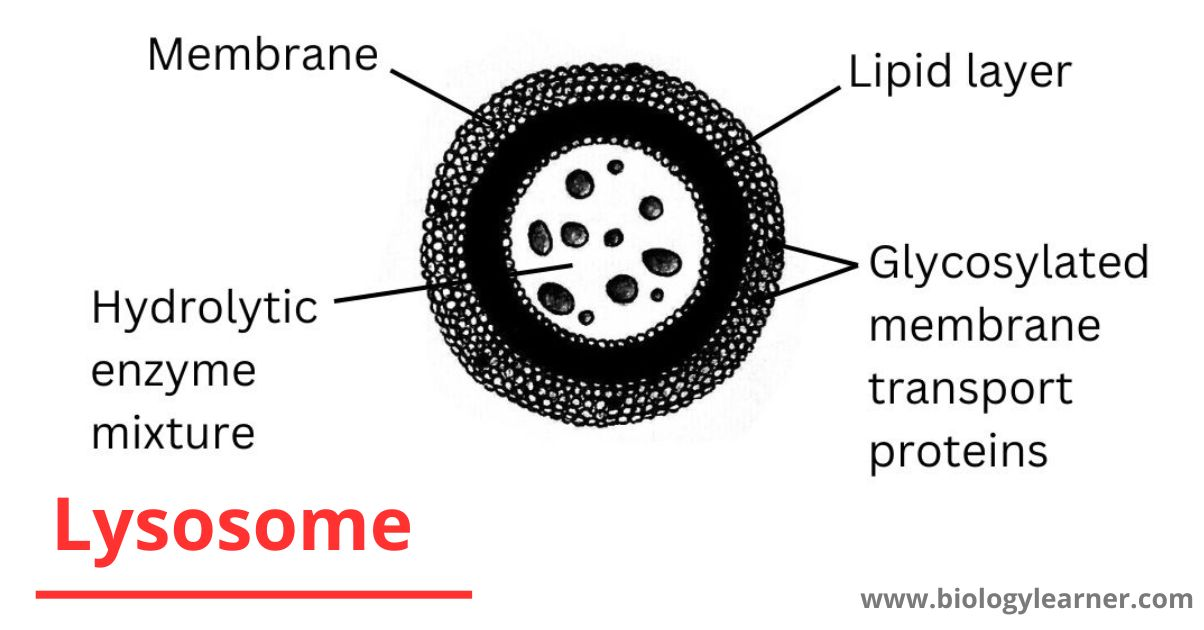 Membrane
Lipid layer
Glycosylated
membrane
transport
proteins
Hydrolytic
enzyme
mixture
Lysosome
www.biologylearner.com